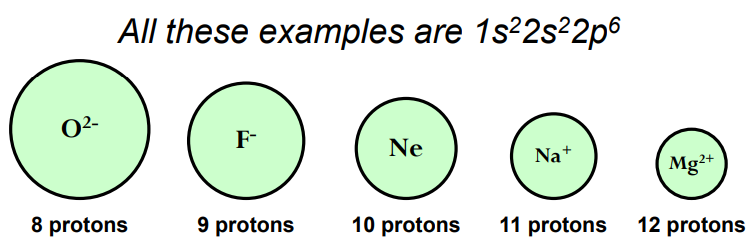 All these examples are 1s²2s²2p⁶
O²⁻ F⁻ Ne Na⁺ Mg²⁺
8 protons 9 protons 10 protons 11 protons 12 protons